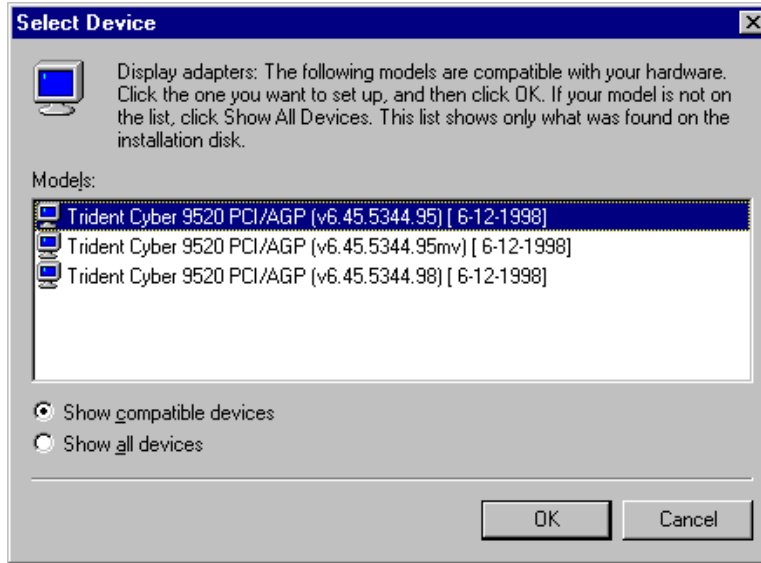 Select Device
Display adapters: The following models are compatible with your hardware.
Click the one you want to set up, and then click OK. If your model is not on
the list, click Show All Devices. This list shows only what was found on the
installation disk.
Models:
Trident Cyber 9520 PCI/AGP (v6.45.5344.95) [ 6-12-1998]
Trident Cyber 9520 PCI/AGP (v6.45.5344.95mv) [ 6-12-1998]
Trident Cyber 9520 PCI/AGP (v6.45.5344.98) [ 6-12-1998]
Show compatible devices
Show all devices
OK Cancel